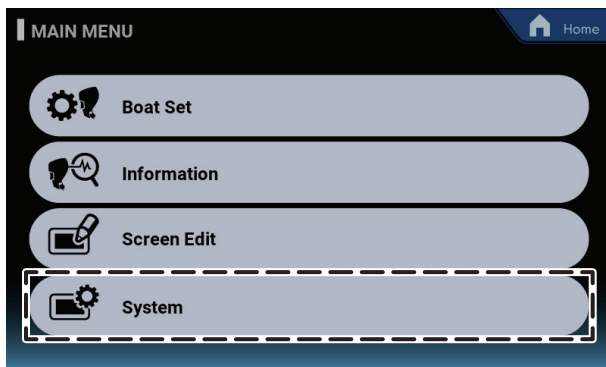 MAIN MENU
Home
Boat Set
Information
Screen Edit
System